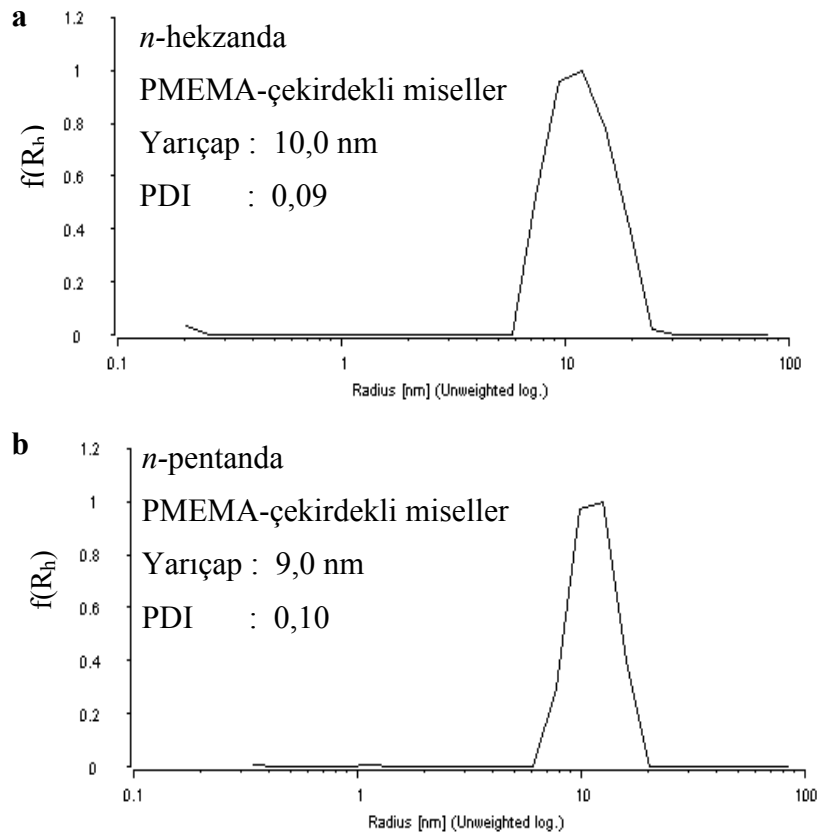 a
n-hekzanda
PMEMA-çekirdekli miseller
Yarıçap : 10,0 nm
PDI : 0,09
f(Rh)
1.2
1
0.8
0.6
0.4
0.2
0
0.1
1
10
100
Radius [nm] (Unweighted log.)
b
n-pentanda
PMEMA-çekirdekli miseller
Yarıçap : 9,0 nm
PDI : 0,10
f(Rh)
1.2
1
0.8
0.6
0.4
0.2
0
0.1
1
10
100
Radius [nm] (Unweighted log.)